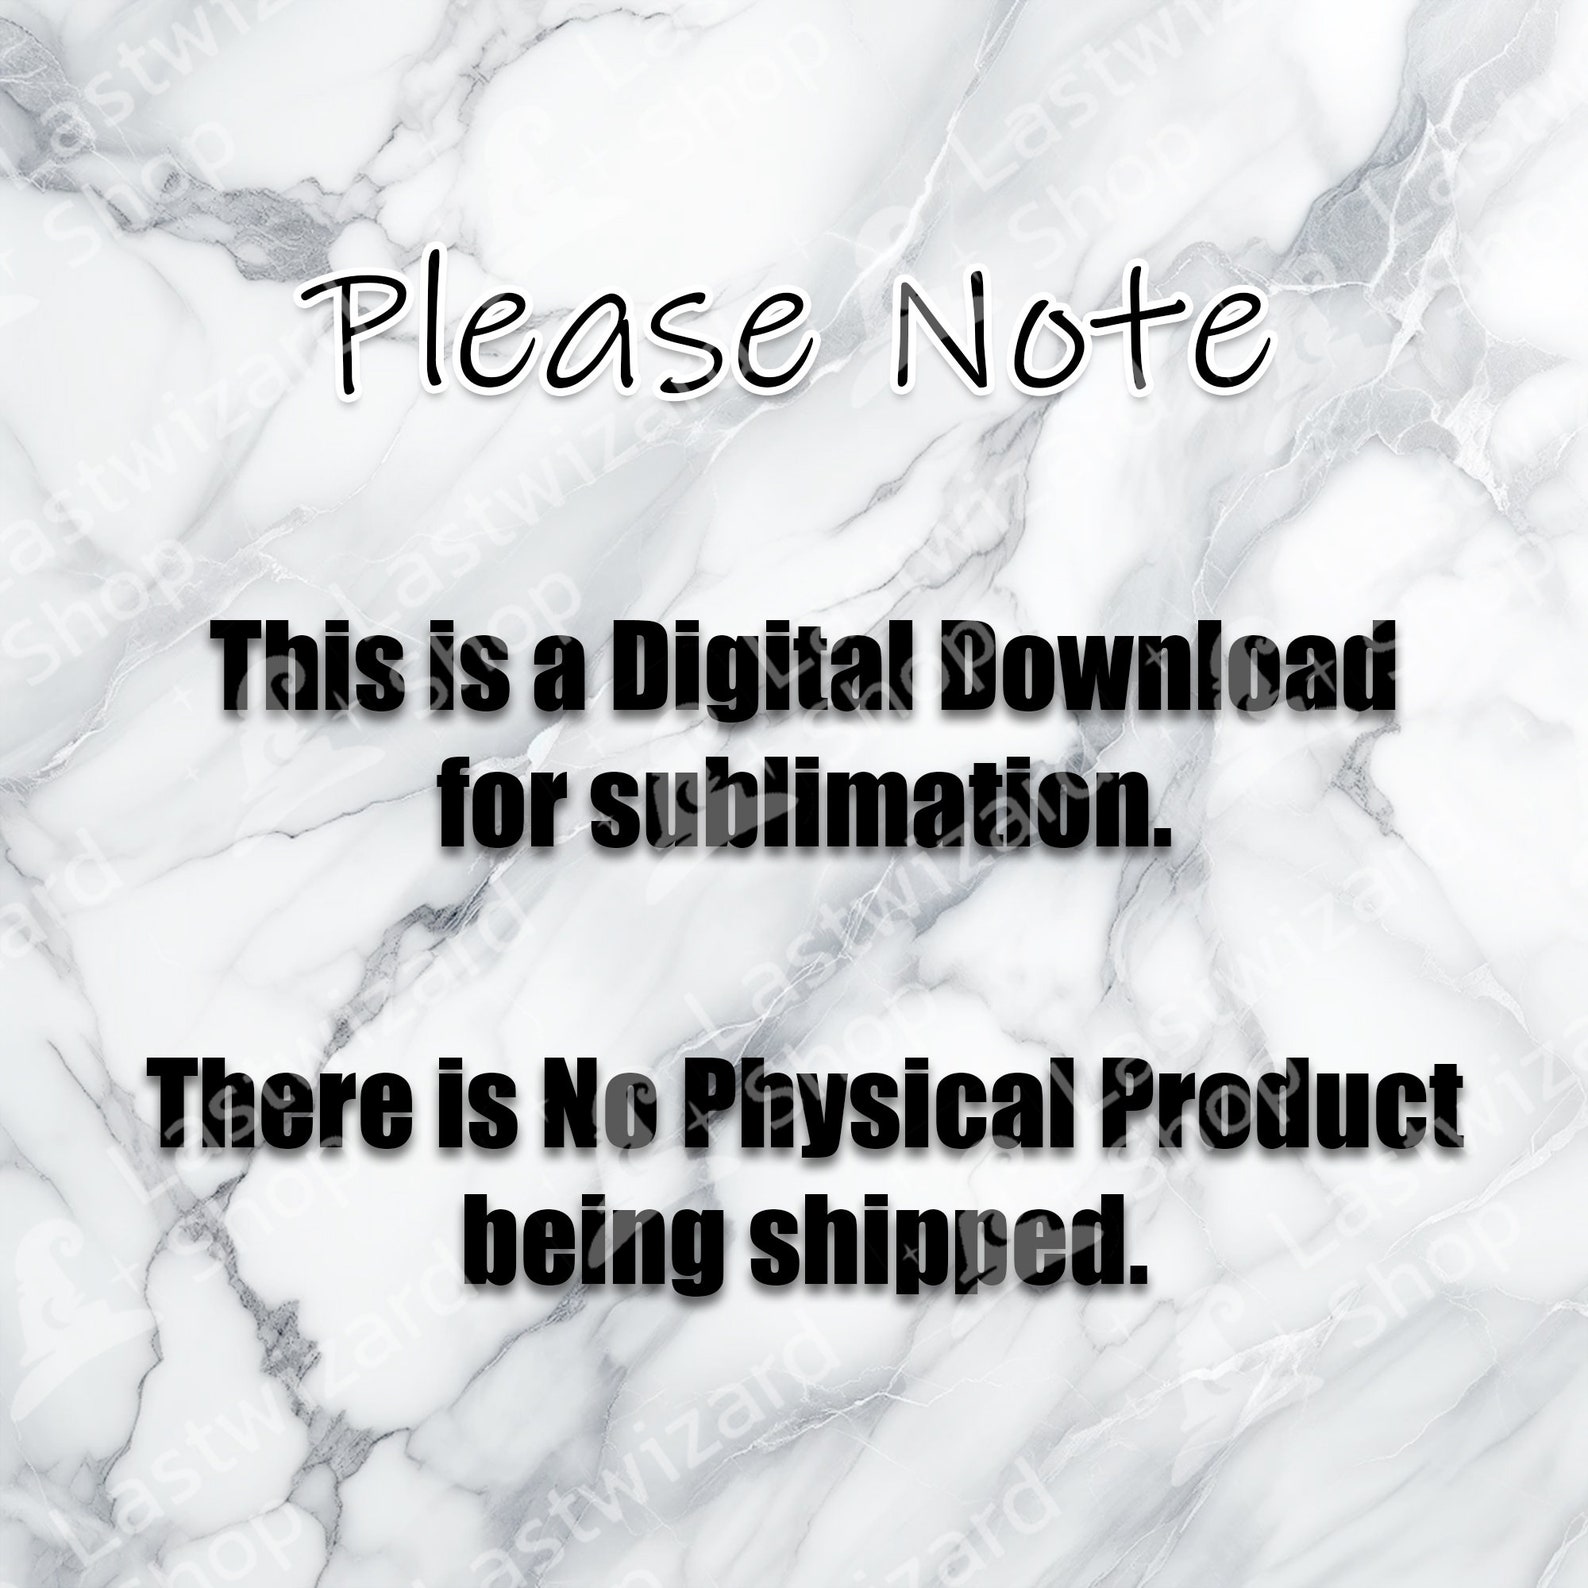 Please Note
This is a Digital Download
for sublimation.
There is No Physical Product
being shipped.
Lastwizard
Shop